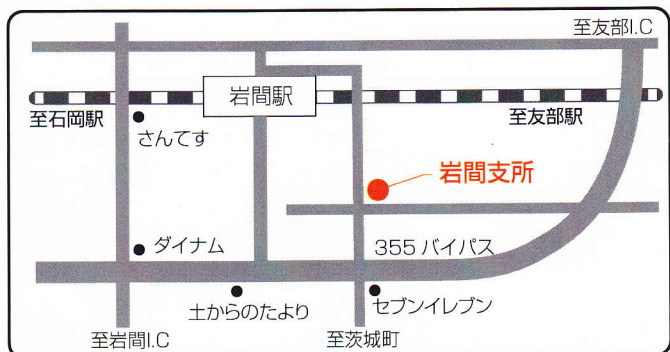 至友部I.C
岩間駅
至石岡駅
至友部駅
さんてす
岩間支所
ダイナム
355 バイパス
土からのたより
セブンイレブン
至岩間I.C
至茨城町